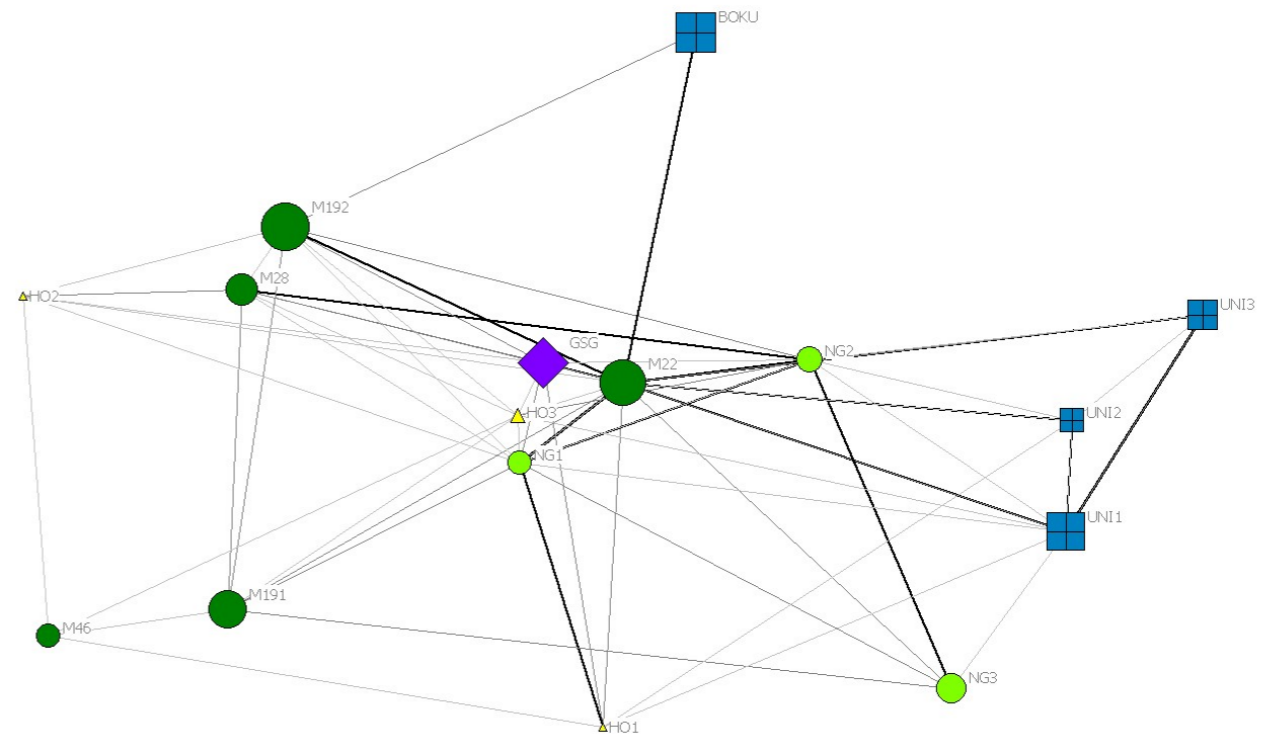 BOKU
M192
M28
HO2
UNI3
GSG
NG2
M22
HO3
UNI2
NG1
UNI1
M191
M46
NG3
HO1